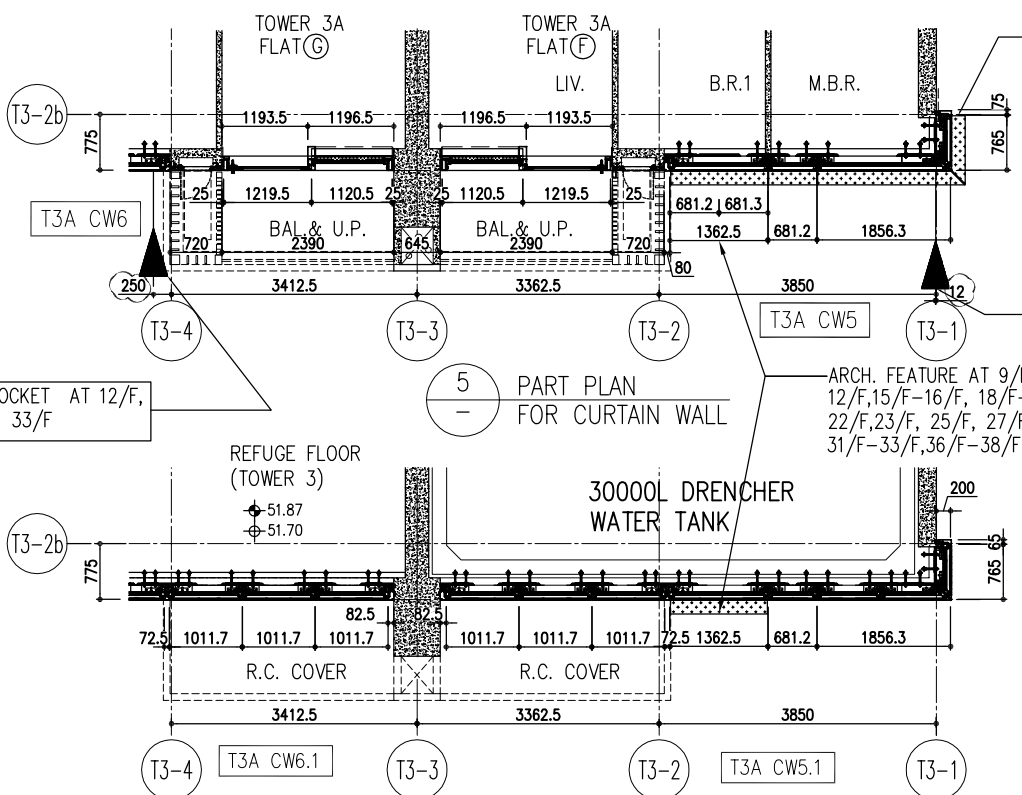 TOWER 3A
FLAT G
TOWER 3A
FLAT F
LIV.
B.R.1
M.B.R.
T3-2b
775
1193.5
1196.5
1196.5
1193.5
75
765
25
1219.5
1120.5
25
25
1120.5
1219.5
25
T3A CW6
BAL.& U.P.
BAL.& U.P.
720
2390
645
2390
720
80
681.2
681.3
1362.5
681.2
1856.3
250
3412.5
3362.5
3850
12
T3-4
T3-3
T3-2
T3A CW5
T3-1
OCKET AT 12/F,
33/F
5
-
PART PLAN
FOR CURTAIN WALL
ARCH. FEATURE AT 9/
12/F,15/F-16/F, 18/F-
22/F,23/F, 25/F, 27/F
31/F-33/F,36/F-38/F
REFUGE FLOOR
(TOWER 3)
51.87
51.70
30000L DRENCHER
WATER TANK
200
T3-2b
775
65
765
82.5
82.5
72.5
1011.7
1011.7
1011.7
1011.7
1011.7
1011.7
72.5
1362.5
681.2
1856.3
R.C. COVER
R.C. COVER
3412.5
3362.5
3850
T3-4
T3A CW6.1
T3-3
T3-2
T3A CW5.1
T3-1